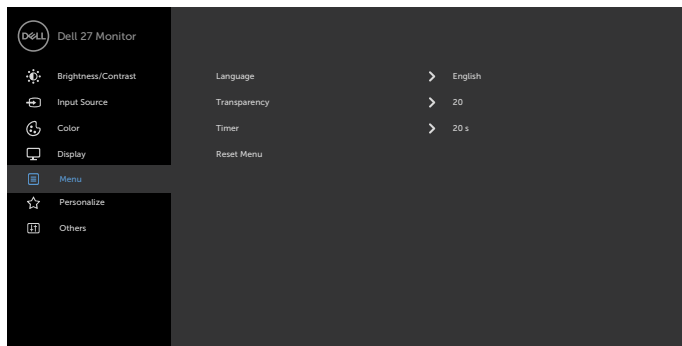 DELL
Dell 27 Monitor
Brightness/Contrast
Input Source
Color
Display
Menu
Personalize
Others
Language English
Transparency 20
Timer 20 s
Reset Menu